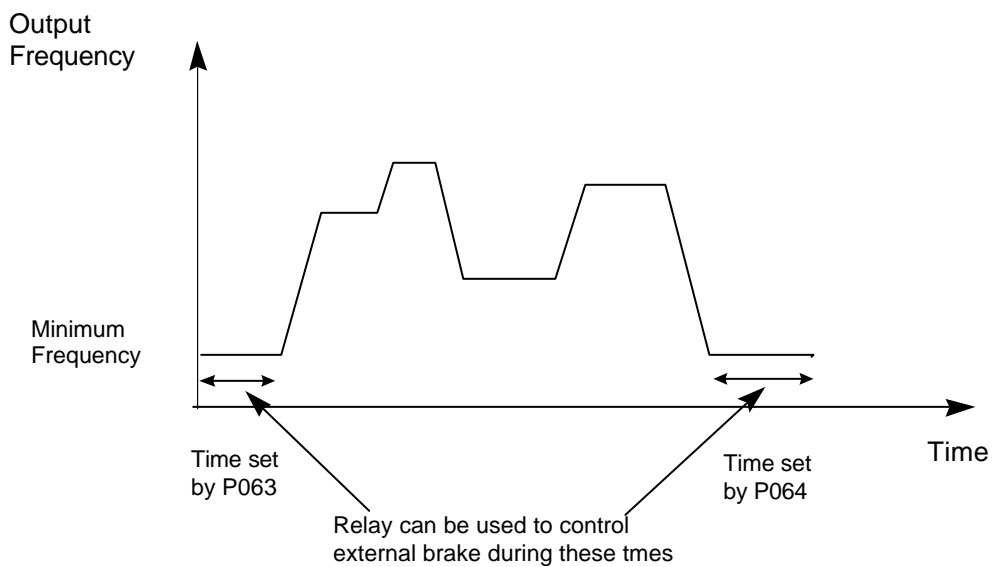 Output
Frequency
Minimum
Frequency
Time
Time set
by P063
Time set
by P064
Relay can be used to control
external brake during these tmes